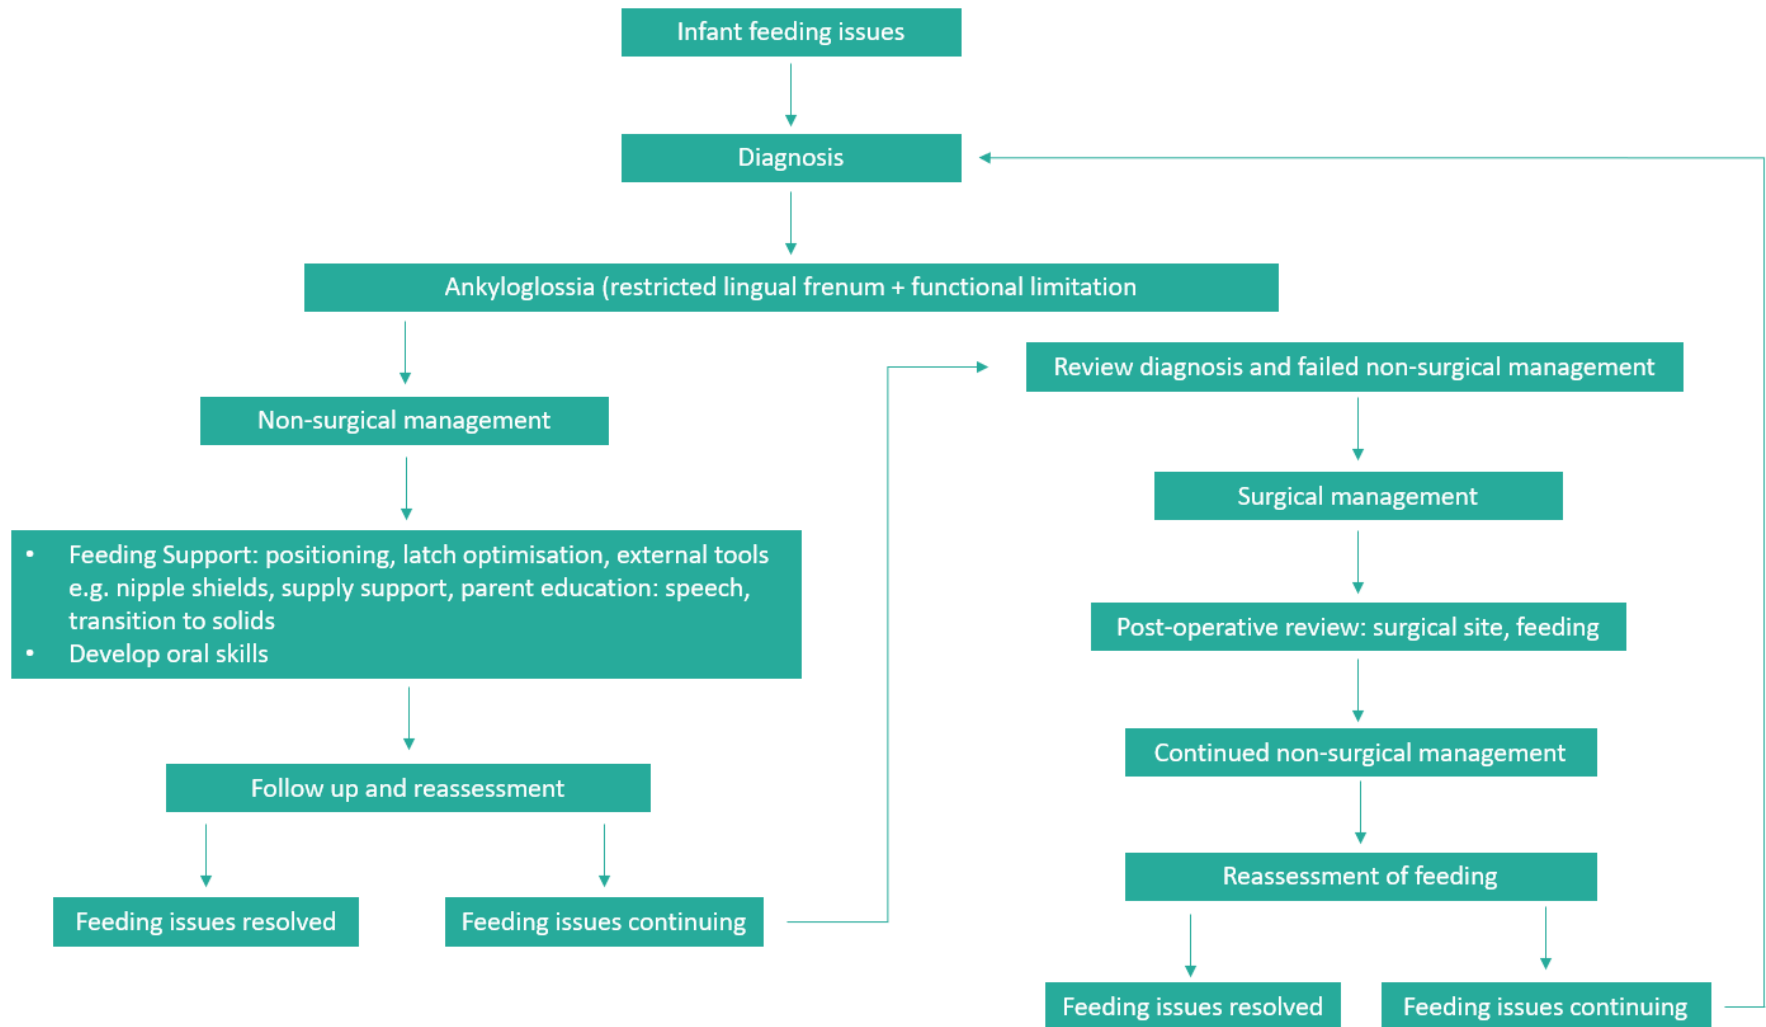 Infant feeding issues
Diagnosis
Ankyloglossia (restricted lingual frenum + functional limitation
Non-surgical management
• Feeding Support: positioning, latch optimisation, external tools
e.g. nipple shields, supply support, parent education: speech,
transition to solids
• Develop oral skills
Follow up and reassessment
Feeding issues resolved
Feeding issues continuing
Review diagnosis and failed non-surgical management
Surgical management
Post-operative review: surgical site, feeding
Continued non-surgical management
Reassessment of feeding
Feeding issues resolved
Feeding issues continuing